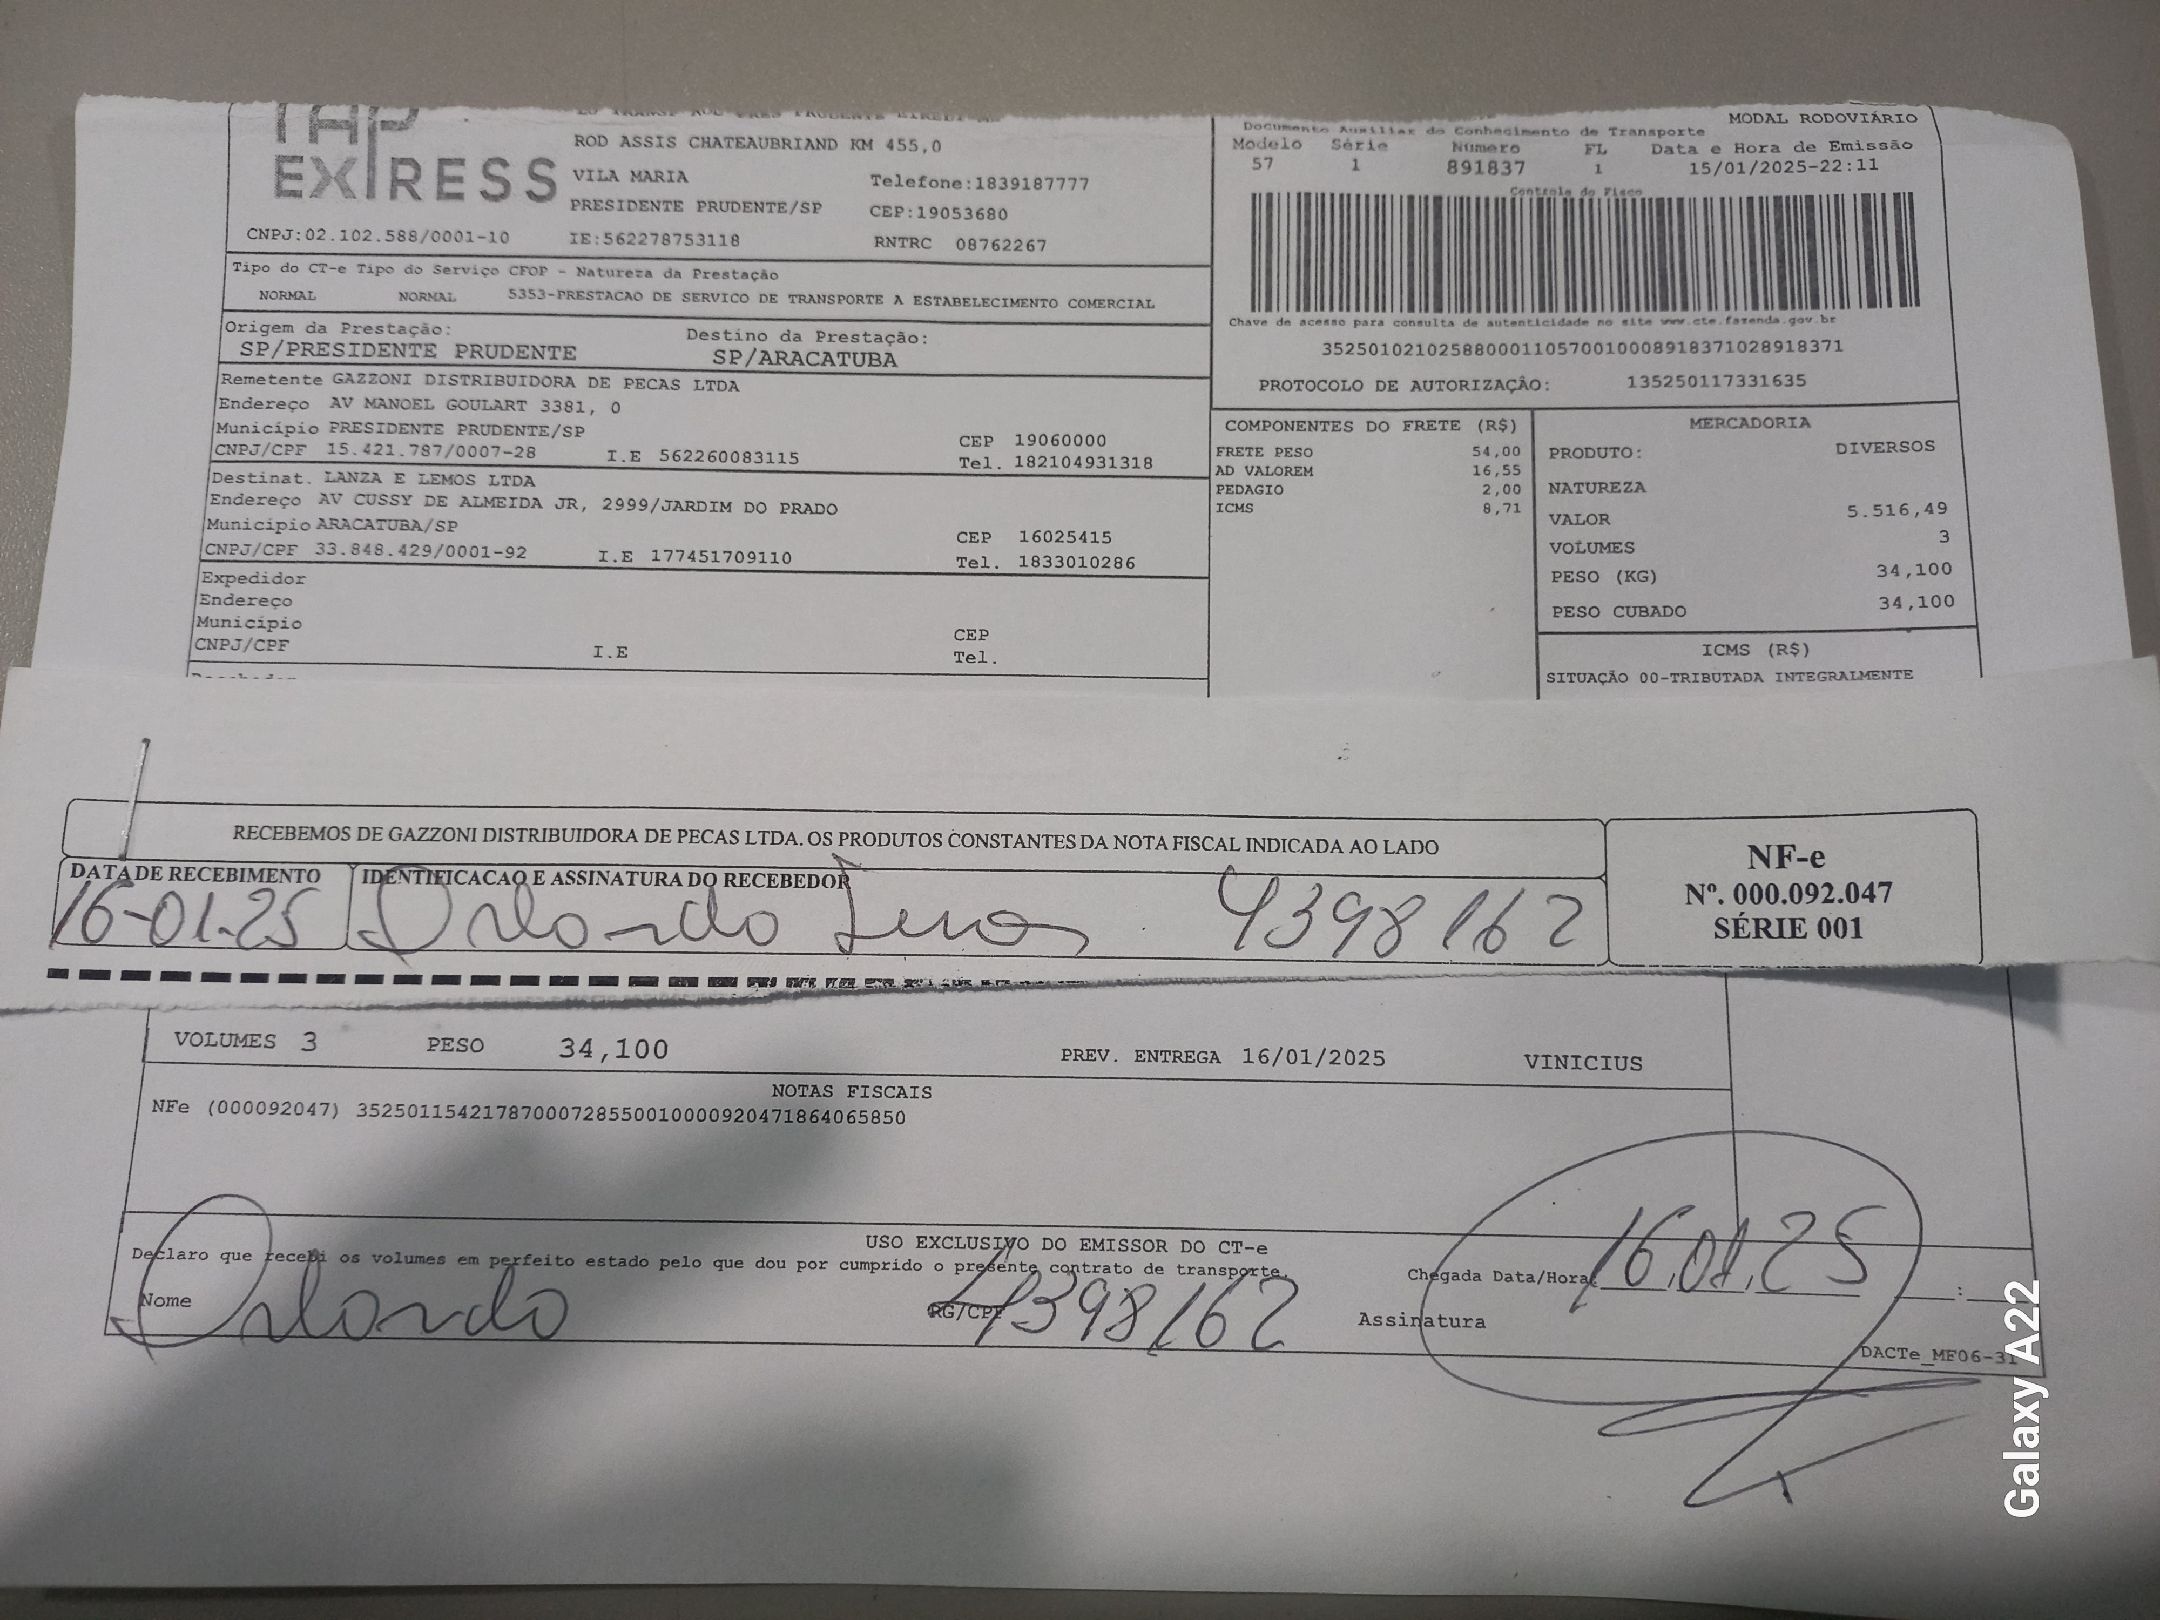 TAP
EXPRESS
ROD ASSIS CHATEAUBRIAND KM 455,0
VILA MARIA Telefone:1839187777
PRESIDENTE PRUDENTE/SP CEP:19053680
CNPJ:02.102.588/0001-10 IE:562278753118 RNTRC 08762267
Tipo do CT-e Tipo do Serviço CFOP - Natureza da Prestação
NORMAL NORMAL 5353-PRESTACAO DE SERVICO DE TRANSPORTE A ESTABELECIMENTO COMERCIAL
Origem da Prestação: Destino da Prestação:
SP/PRESIDENTE PRUDENTE SP/ARACATUBA
Remetente GAZZONI DISTRIBUIDORA DE PECAS LTDA
Endereço AV MANOEL GOULART 3381, 0
Município PRESIDENTE PRUDENTE/SP CEP 19060000
CNPJ/CPF 15.421.787/0007-28 I.E 562260083115 Tel. 182104931318
Destinat. LANZA E LEMOS LTDA
Endereço AV CUSSY DE ALMEIDA JR, 2999/JARDIM DO PRADO
Município ARACATUBA/SP CEP 16025415
CNPJ/CPF 33.848.429/0001-92 I.E 177451709110 Tel. 1833010286
Expedidor
Endereço
Município CEP
CNPJ/CPF I.E Tel.
MODAL RODOVIÁRIO
Documento Auxiliar do Conhecimento de Transporte
Modelo Série Número FL Data e Hora de Emissão
57 1 891837 1 15/01/2025-22:11
Controle do Fisco
Chave de acesso para consulta de autenticidade no site www.cte.fazenda.gov.br
35250102102588000110570010008918371028918371
PROTOCOLO DE AUTORIZAÇÃO: 135250117331635
COMPONENTES DO FRETE (R$)
FRETE PESO 54,00
AD VALOREM 16,55
PEDAGIO 2,00
ICMS 8,71
MERCADORIA
PRODUTO: DIVERSOS
NATUREZA
VALOR 5.516,49
VOLUMES 3
PESO (KG) 34,100
PESO CUBADO 34,100
ICMS (R$)
SITUAÇÃO 00-TRIBUTADA INTEGRALMENTE
RECEBEMOS DE GAZZONI DISTRIBUIDORA DE PECAS LTDA. OS PRODUTOS CONSTANTES DA NOTA FISCAL INDICADA AO LADO
DATA DE RECEBIMENTO IDENTIFICACAO E ASSINATURA DO RECEBEDOR
16-01-25 Orlando 4398162
NF-e
Nº. 000.092.047
SÉRIE 001
VOLUMES 3 PESO 34,100 PREV. ENTREGA 16/01/2025 VINICIUS
NOTAS FISCAIS
NFe (000092047) 35250115421787000728550010000920471864065850
USO EXCLUSIVO DO EMISSOR DO CT-e
Declaro que recebi os volumes em perfeito estado pelo que dou por cumprido o presente contrato de transporte.
Chegada Data/Hora 16.01.25 :
Nome Orlando RG/CPF 4398162 Assinatura
DACTe_MF06-31
Galaxy A22